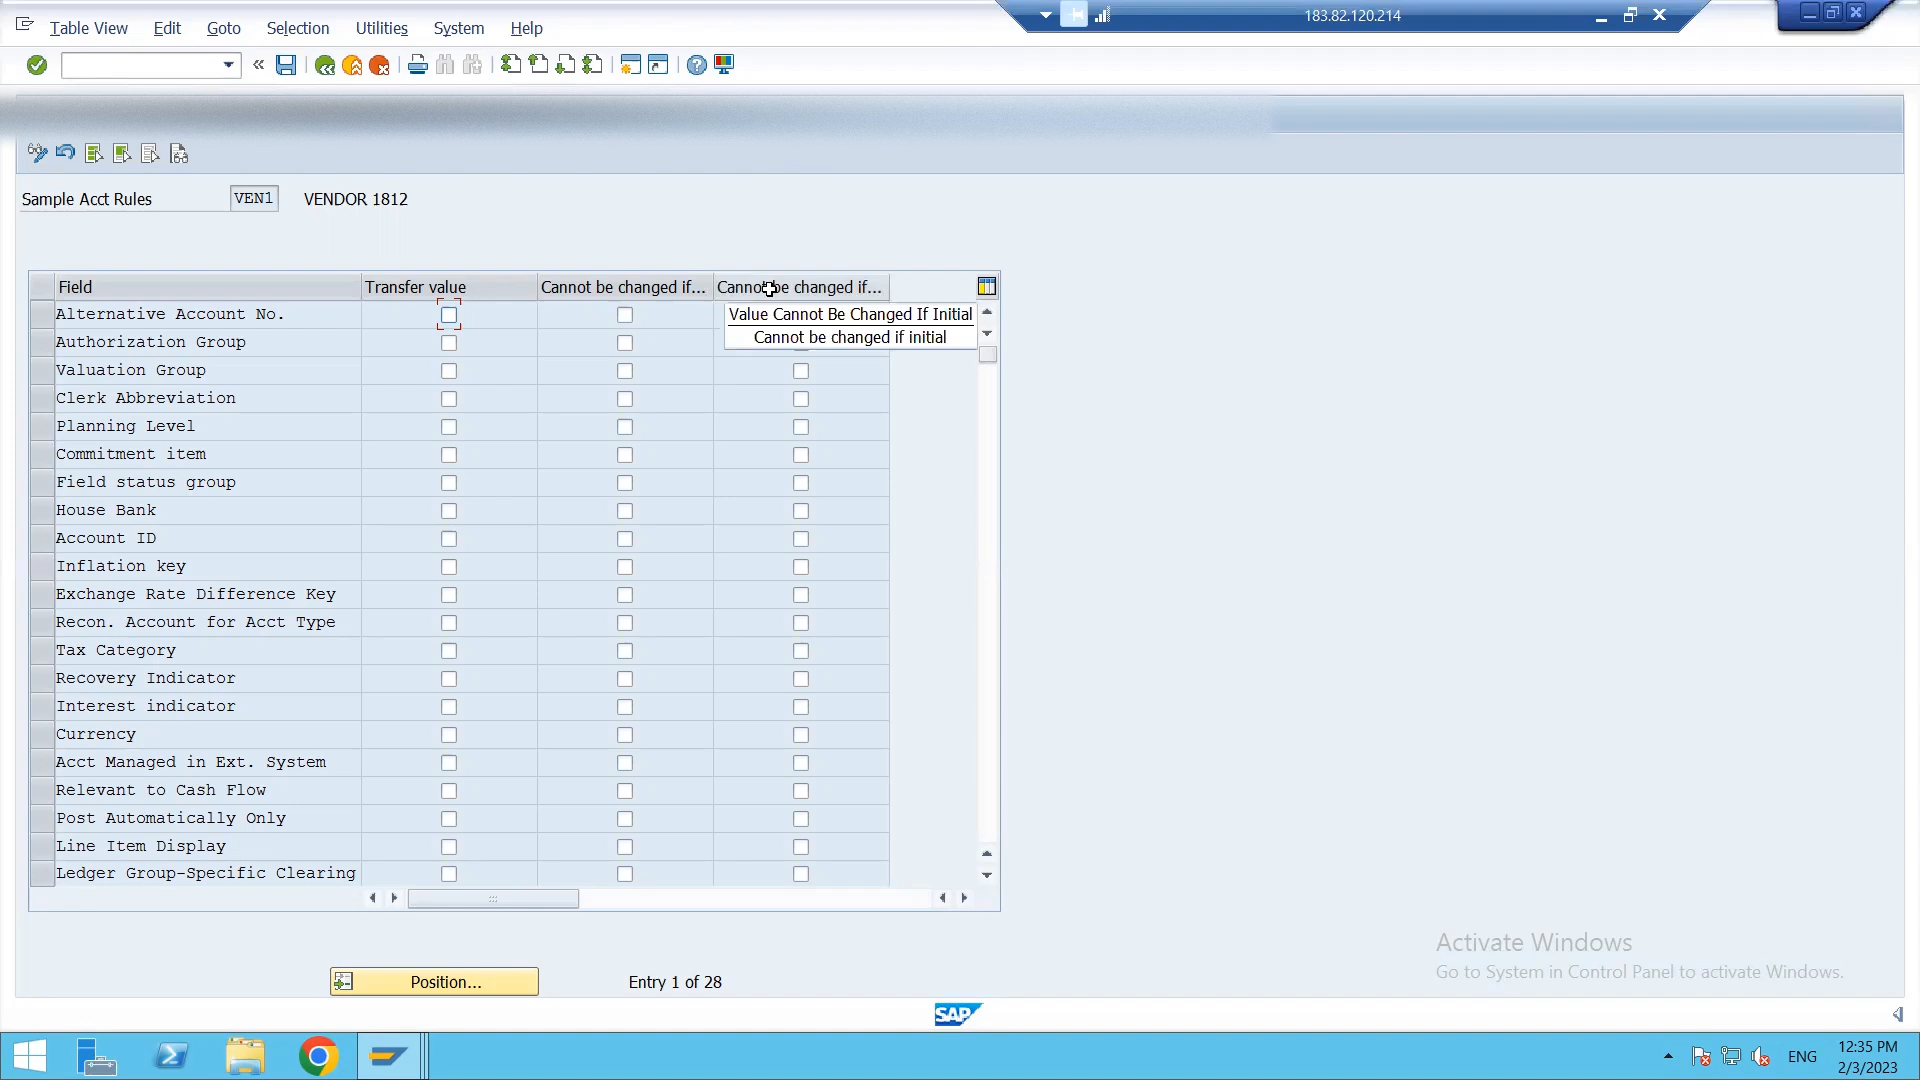 183.82.120.214
Table View Edit Goto Selection Utilities System Help
Sample Acct Rules VEN1 VENDOR 1812
Field Transfer value Cannot be changed if... Cannot be changed if...
Value Cannot Be Changed If Initial
Cannot be changed if initial
Alternative Account No.
Authorization Group
Valuation Group
Clerk Abbreviation
Planning Level
Commitment item
Field status group
House Bank
Account ID
Inflation key
Exchange Rate Difference Key
Recon. Account for Acct Type
Tax Category
Recovery Indicator
Interest indicator
Currency
Acct Managed in Ext. System
Relevant to Cash Flow
Post Automatically Only
Line Item Display
Ledger Group-Specific Clearing
Position... Entry 1 of 28
Activate Windows
Go to System in Control Panel to activate Windows.
SAP
ENG 12:35 PM
2/3/2023